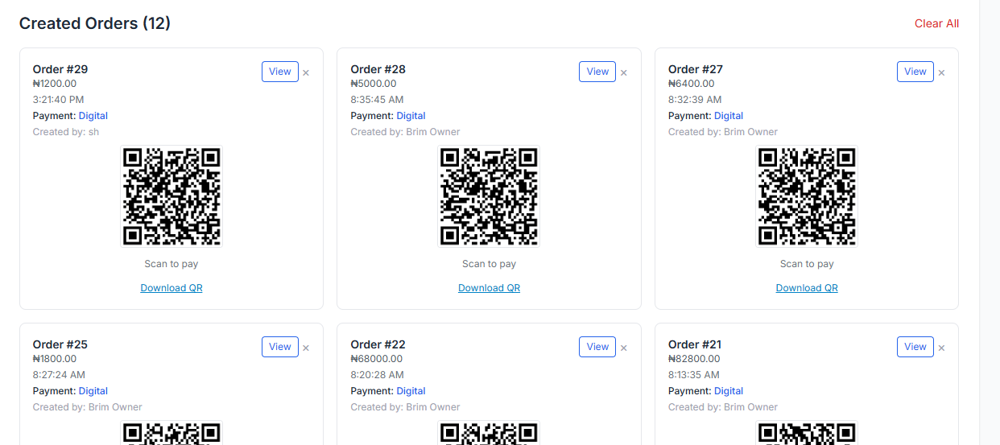 Created Orders (12)
Clear All
Order #29
View ×
₦1200.00
3:21:40 PM
Payment: Digital
Created by: sh
Scan to pay
Download QR
Order #28
View ×
₦5000.00
8:35:45 AM
Payment: Digital
Created by: Brim Owner
Scan to pay
Download QR
Order #27
View ×
₦6400.00
8:32:39 AM
Payment: Digital
Created by: Brim Owner
Scan to pay
Download QR
Order #25
View ×
₦1800.00
8:27:24 AM
Payment: Digital
Created by: Brim Owner
Order #22
View ×
₦68000.00
8:20:28 AM
Payment: Digital
Created by: Brim Owner
Order #21
View ×
₦82800.00
8:13:35 AM
Payment: Digital
Created by: Brim Owner